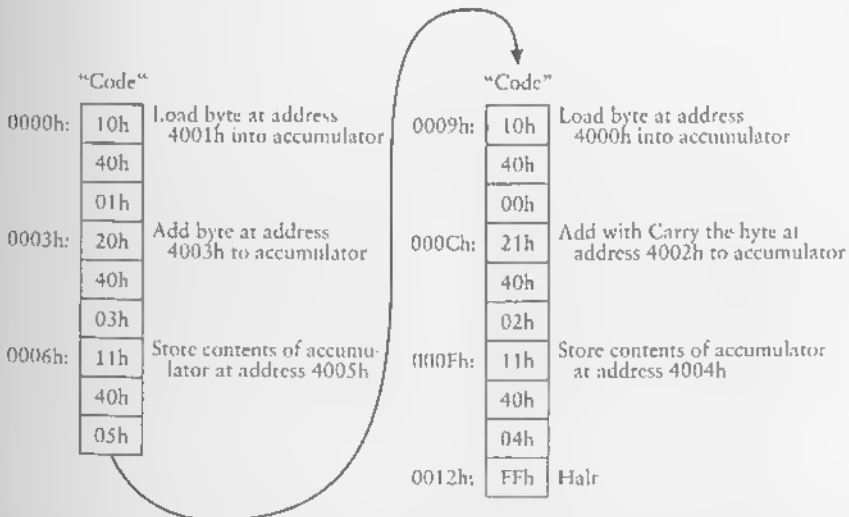 "Code"
0000h: 10h Load byte at address
4001h into accumulator
40h
01h
0003h: 20h Add byte at address
4003h to accumulator
40h
03h
0006h: 11h Store contents of accumu-
lator at address 4005h
40h
05h
"Code"
0009h: 10h Load byte at address
4000h into accumulator
40h
00h
000Ch: 21h Add with Carry the byte at
address 4002h to accumulator
40h
02h
000Fh: 11h Store contents of accumulator
at address 4004h
40h
04h
0012h: FFh Halt